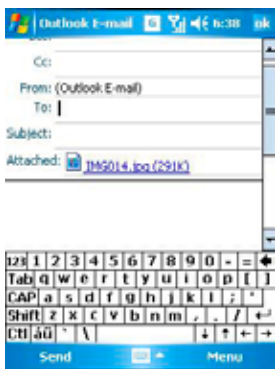 Outlook E-mail G 6:38 ok
Cc:
From: (Outlook E-mail)
To:
Subject:
Attached: IMG014.jpg (291K)
123 1 2 3 4 5 6 7 8 9 0 - =
Tab q w e r t y u i o p [ ]
CAP a s d f g h j k l ; '
Shift z x c v b n m , . /
Ctl áü ` \
Send Menu